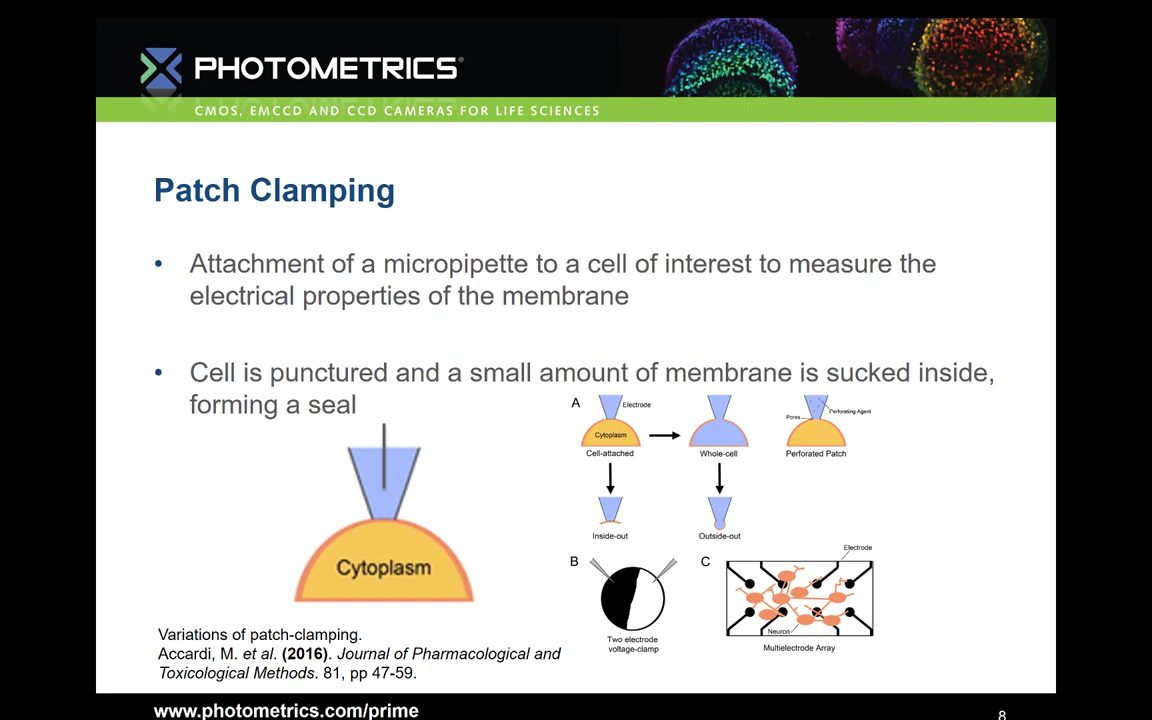 PHOTOMETRICS®
CMOS, EMCCD AND CCD CAMERAS FOR LIFE SCIENCES
Patch Clamping
• Attachment of a micropipette to a cell of interest to measure the
electrical properties of the membrane
• Cell is punctured and a small amount of membrane is sucked inside,
forming a seal
Cytoplasm
A
Electrode
Cytoplasm
Cell-attached
Whole-cell
Pores
Perforating Agent
Perforated Patch
Inside-out
Outside-out
B
Two electrode
voltage-clamp
C
Electrode
Neuron
Multielectrode Array
Variations of patch-clamping.
Accardi, M. et al. (2016). Journal of Pharmacological and
Toxicological Methods. 81, pp 47-59.
www.photometrics.com/prime
8